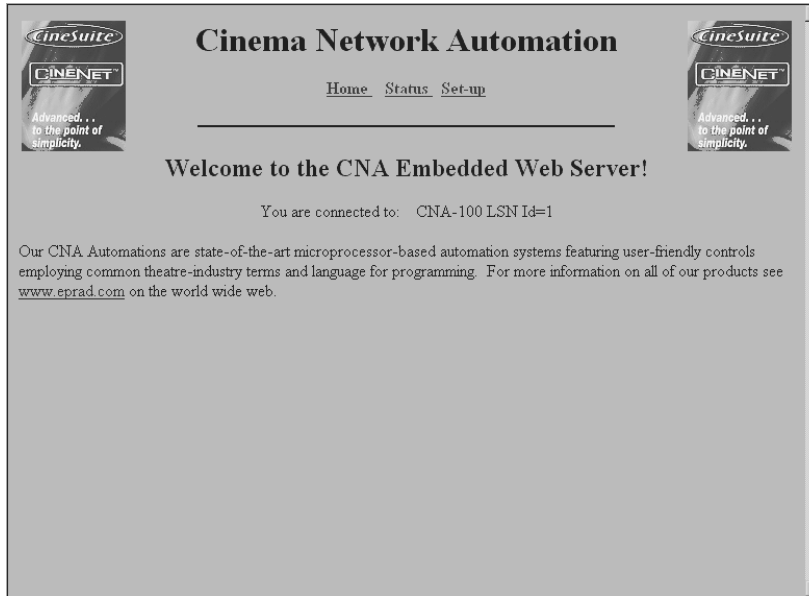 CineSuite
CINENET™
Advanced. . .
to the point of
simplicity.
Cinema Network Automation
Home Status Set-up
CineSuite
CINENET™
Advanced. . .
to the point of
simplicity.
Welcome to the CNA Embedded Web Server!
You are connected to: CNA-100 LSN Id=1
Our CNA Automations are state-of-the-art microprocessor-based automation systems featuring user-friendly controls
employing common theatre-industry terms and language for programming. For more information on all of our products see
www.eprad.com on the world wide web.